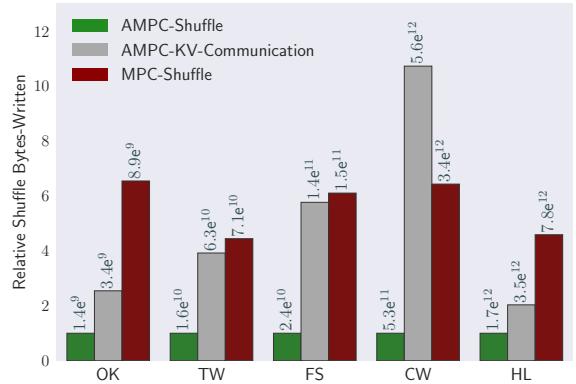 Relative Shuffle Bytes-Written
12
10
8
6
4
2
0
AMPC-Shuffle
AMPC-KV-Communication
MPC-Shuffle
1.4e⁹
3.4e⁹
8.9e⁹
1.6e¹⁰
6.3e¹⁰
7.1e¹⁰
2.4e¹⁰
1.4e¹¹
1.5e¹¹
5.3e¹¹
5.6e¹²
3.4e¹²
1.7e¹²
3.5e¹²
7.8e¹²
OK TW FS CW HL